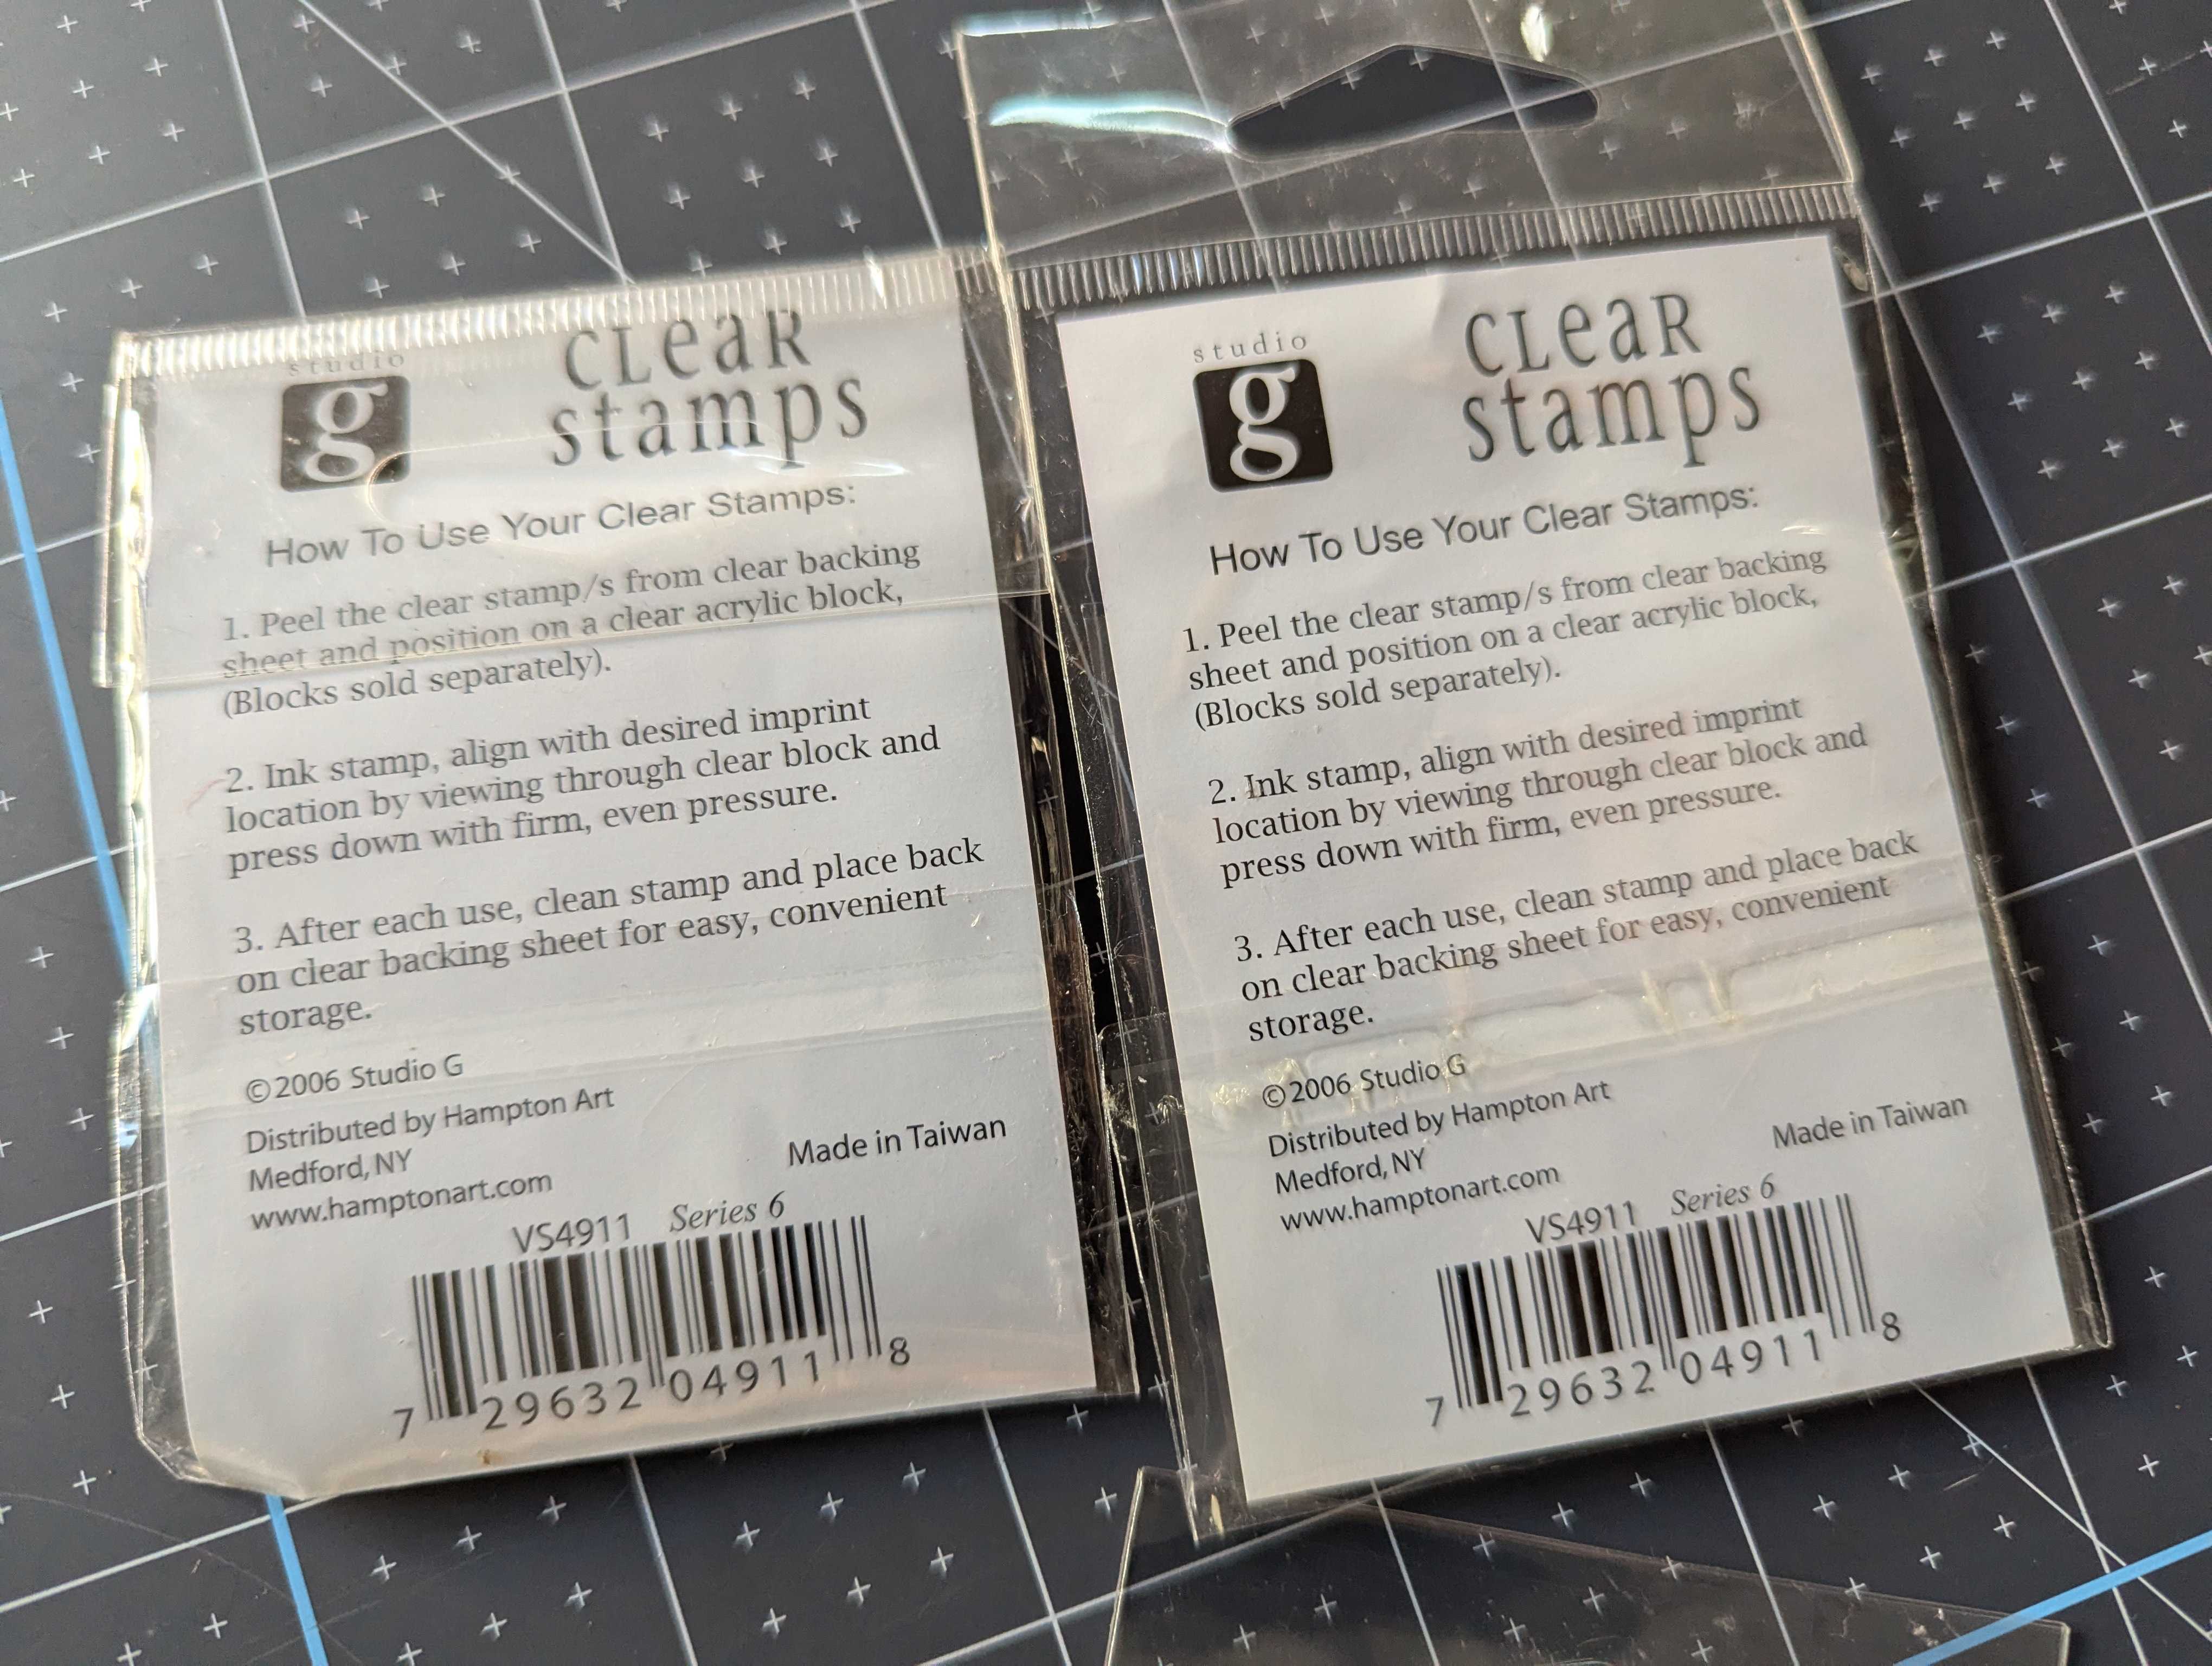 studio
g
CLeaR
stamps
How To Use Your Clear Stamps:
1. Peel the clear stamp/s from clear backing
sheet and position on a clear acrylic block,
(Blocks sold separately).
2. Ink stamp, align with desired imprint
location by viewing through clear block and
press down with firm, even pressure.
3. After each use, clean stamp and place back
on clear backing sheet for easy, convenient
storage.
©2006 Studio G
Distributed by Hampton Art
Medford, NY
www.hamptonart.com
Made in Taiwan
VS4911 Series 6
7 29632 04911 8
studio
g
CLeaR
stamps
How To Use Your Clear Stamps:
1. Peel the clear stamp/s from clear backing
sheet and position on a clear acrylic block,
(Blocks sold separately).
2. Ink stamp, align with desired imprint
location by viewing through clear block and
press down with firm, even pressure.
3. After each use, clean stamp and place back
on clear backing sheet for easy, convenient
storage.
©2006 Studio G
Distributed by Hampton Art
Medford, NY
www.hamptonart.com
Made in Taiwan
VS4911 Series 6
7 29632 04911 8